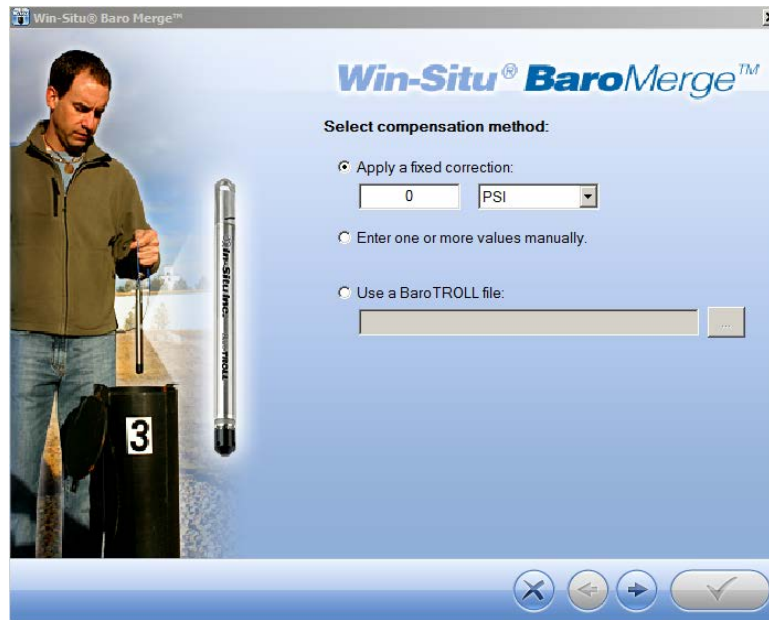 Win-Situ® Baro Merge™
Win-Situ® BaroMerge™
Select compensation method:
Apply a fixed correction:
0 PSI
Enter one or more values manually.
Use a BaroTROLL file:
...
In-Situ Inc.
TROLL
3